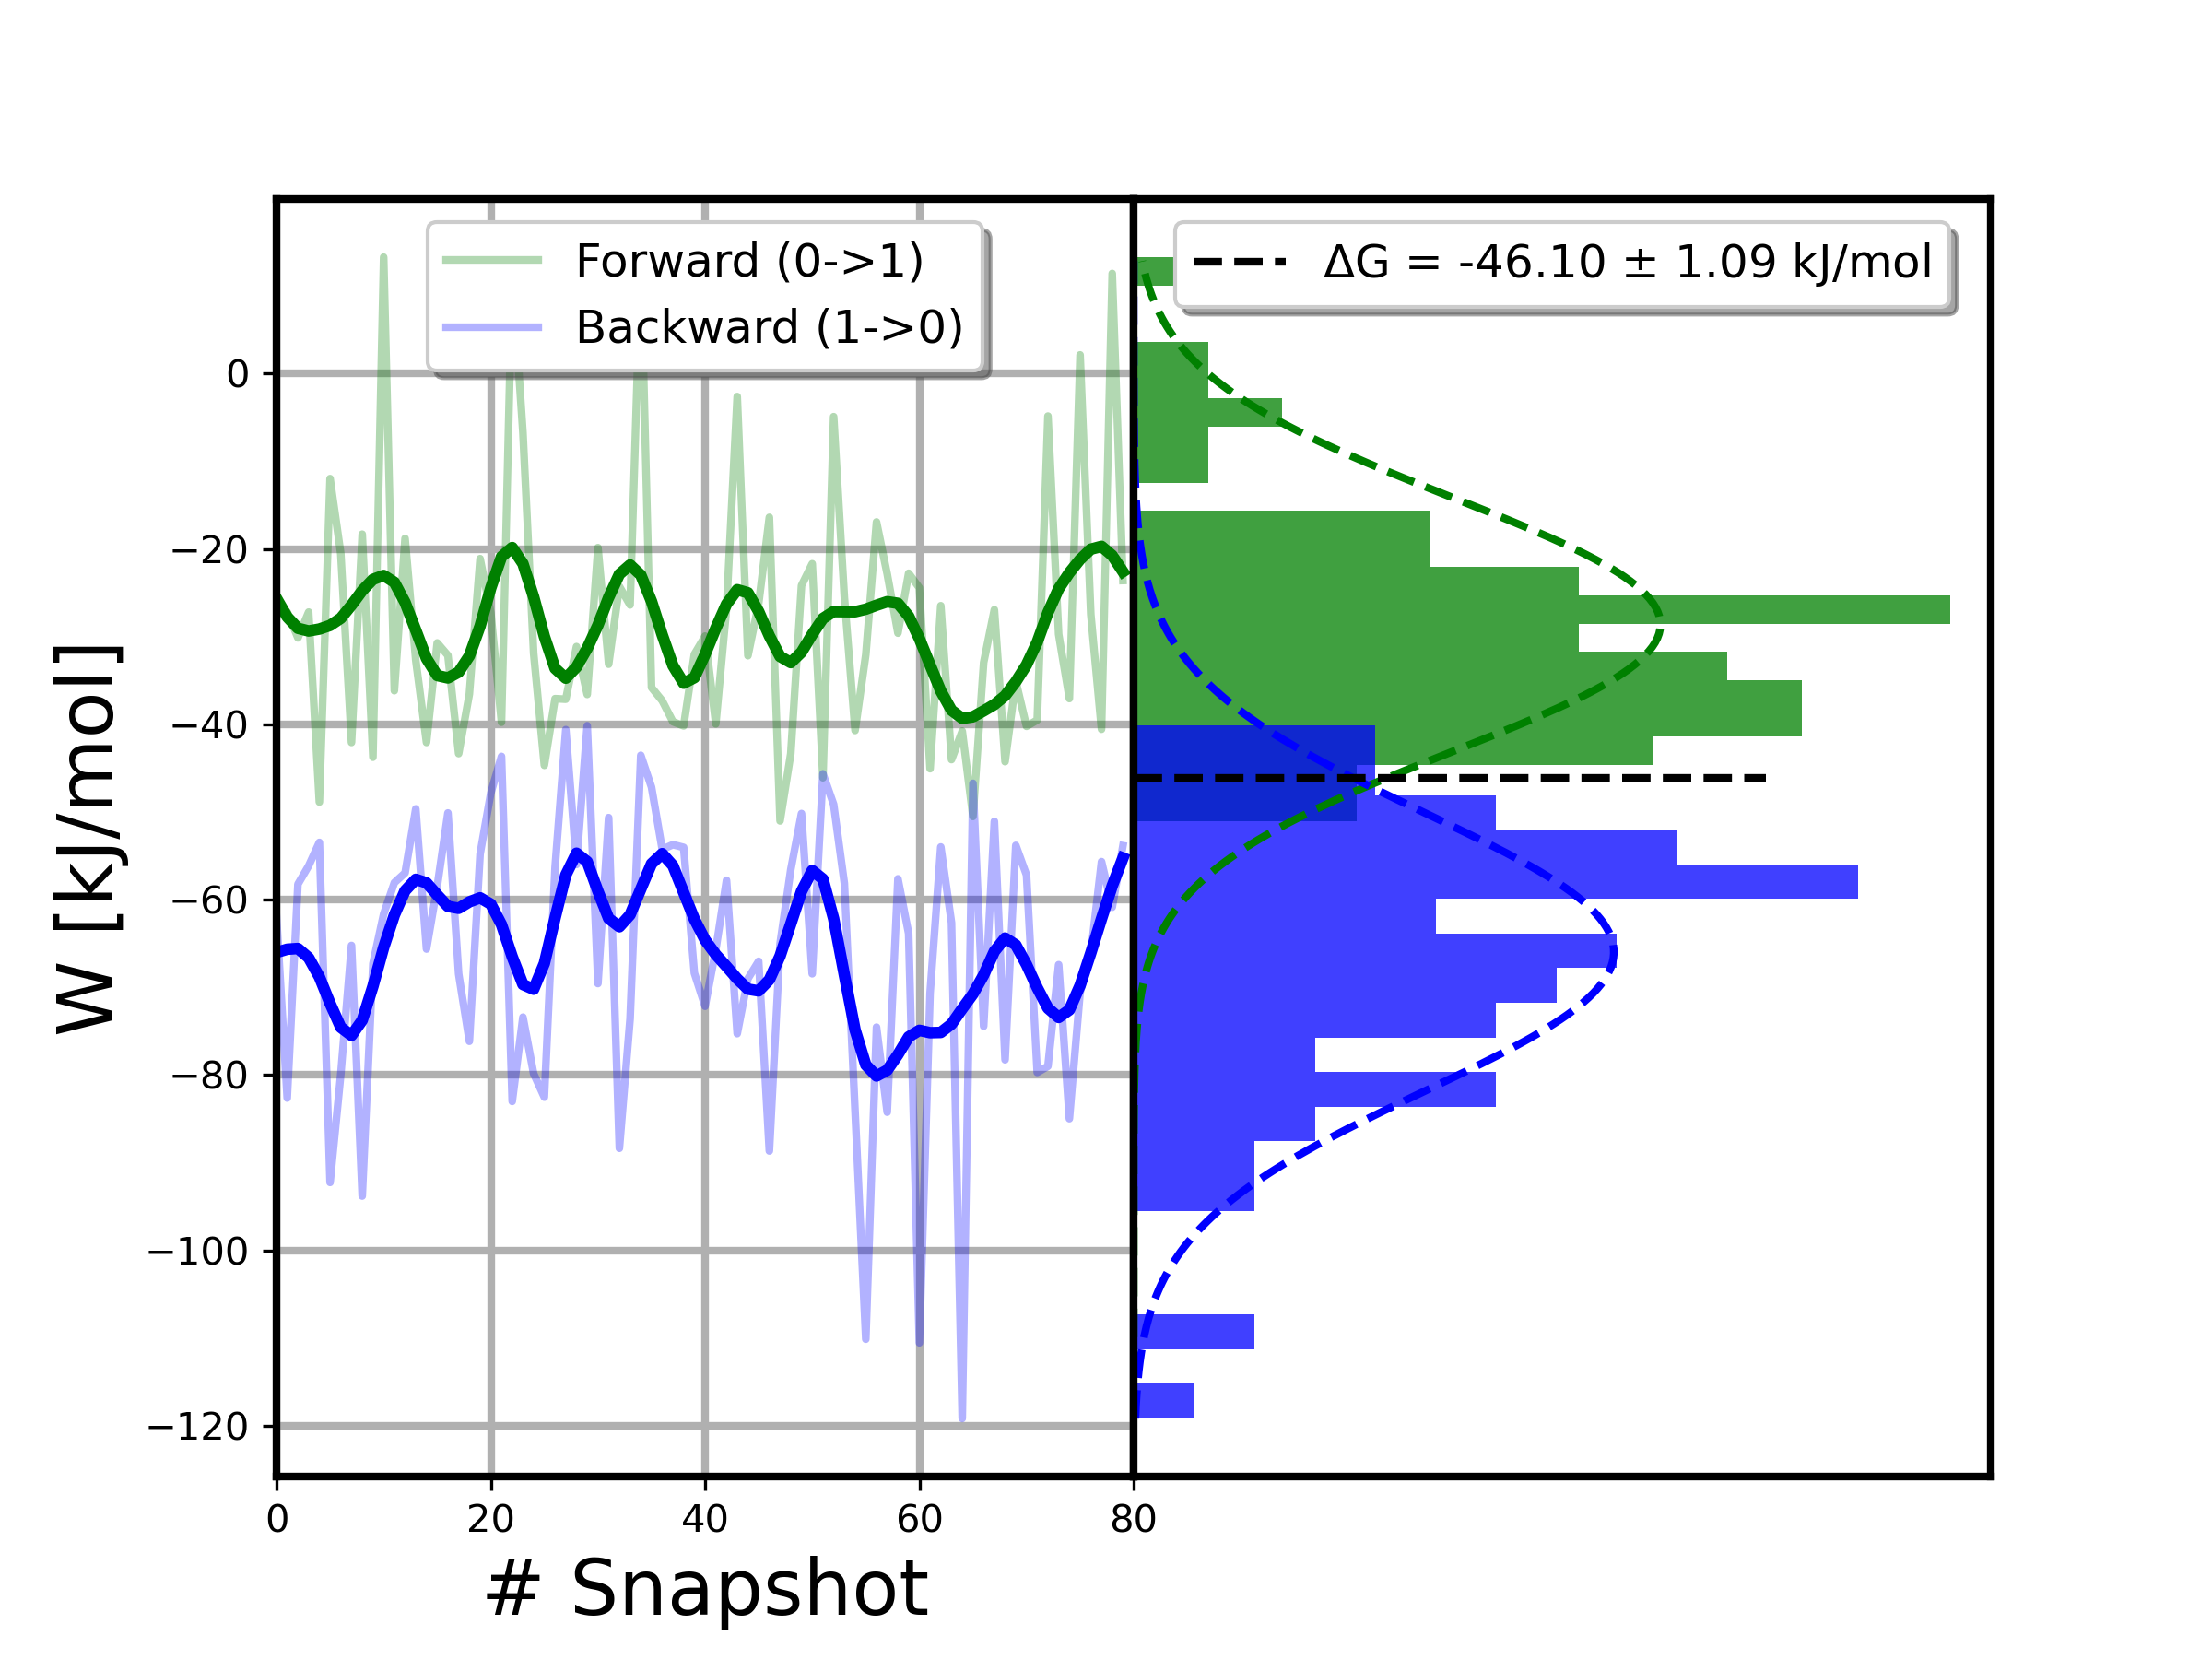 Forward (0->1)
Backward (1->0)
ΔG = -46.10 ± 1.09 kJ/mol
W [kJ/mol]
0
−20
−40
−60
−80
−100
−120
0 20 40 60 80
# Snapshot